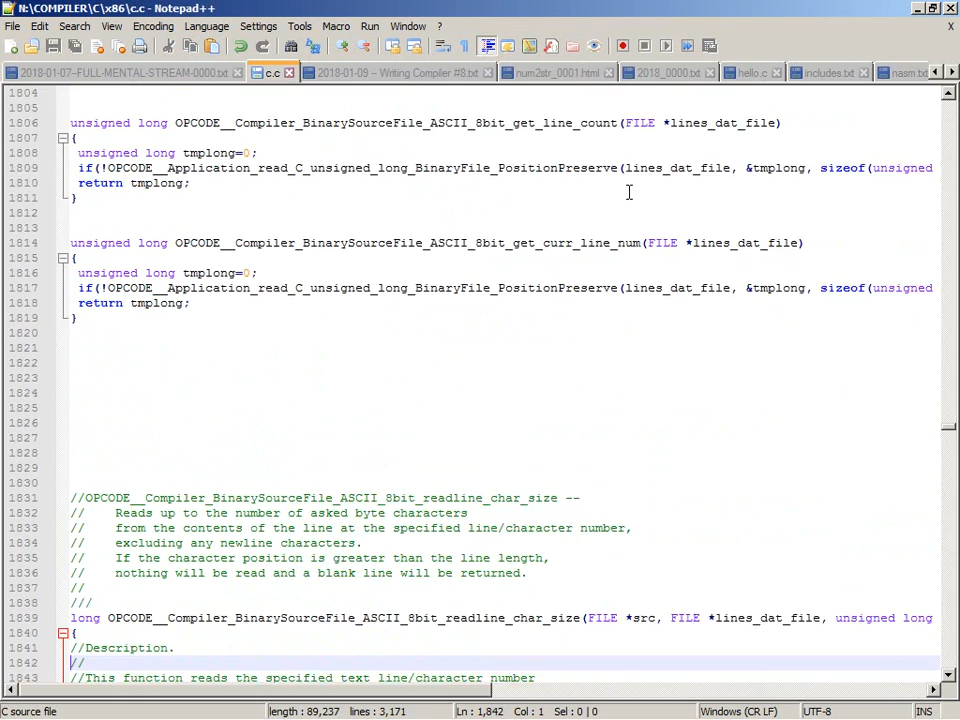 N:\COMPILER\C\x86\c.c - Notepad++
File Edit Search View Encoding Language Settings Tools Macro Run Window ? X
2018-01-07-FULL-MENTAL-STREAM-0000.txt c.c 2018-01-09 -- Writing Compiler #8.txt num2str_0001.html 2018_0000.txt hello.c includes.txt nasm.txt
1804
1805
1806 unsigned long OPCODE__Compiler_BinarySourceFile_ASCII_8bit_get_line_count(FILE *lines_dat_file)
1807 {
1808 unsigned long tmplong=0;
1809 if(!OPCODE__Application_read_C_unsigned_long_BinaryFile_PositionPreserve(lines_dat_file, &tmplong, sizeof(unsigned
1810 return tmplong;
1811 }
1812
1813
1814 unsigned long OPCODE__Compiler_BinarySourceFile_ASCII_8bit_get_curr_line_num(FILE *lines_dat_file)
1815 {
1816 unsigned long tmplong=0;
1817 if(!OPCODE__Application_read_C_unsigned_long_BinaryFile_PositionPreserve(lines_dat_file, &tmplong, sizeof(unsigned
1818 return tmplong;
1819 }
1820
1821
1822
1823
1824
1825
1826
1827
1828
1829
1830
1831 //OPCODE__Compiler_BinarySourceFile_ASCII_8bit_readline_char_size --
1832 // Reads up to the number of asked byte characters
1833 // from the contents of the line at the specified line/character number,
1834 // excluding any newline characters.
1835 // If the character position is greater than the line length,
1836 // nothing will be read and a blank line will be returned.
1837 //
1838 ///
1839 long OPCODE__Compiler_BinarySourceFile_ASCII_8bit_readline_char_size(FILE *src, FILE *lines_dat_file, unsigned long
1840 {
1841 //Description.
1842 //
1843 //This function reads the specified text line/character number
C source file length : 89,237 lines : 3,171 Ln : 1,842 Col : 1 Sel : 0 | 0 Windows (CR LF) UTF-8 INS